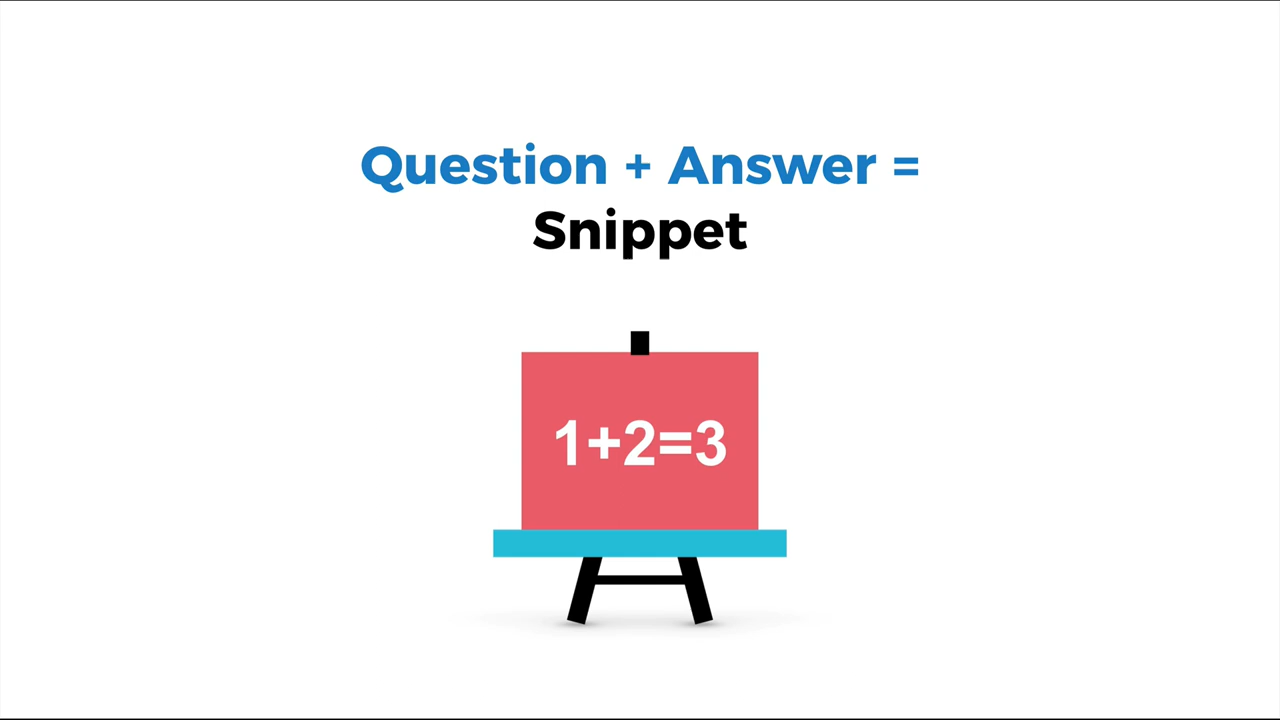 Question + Answer =
Snippet
1+2=3